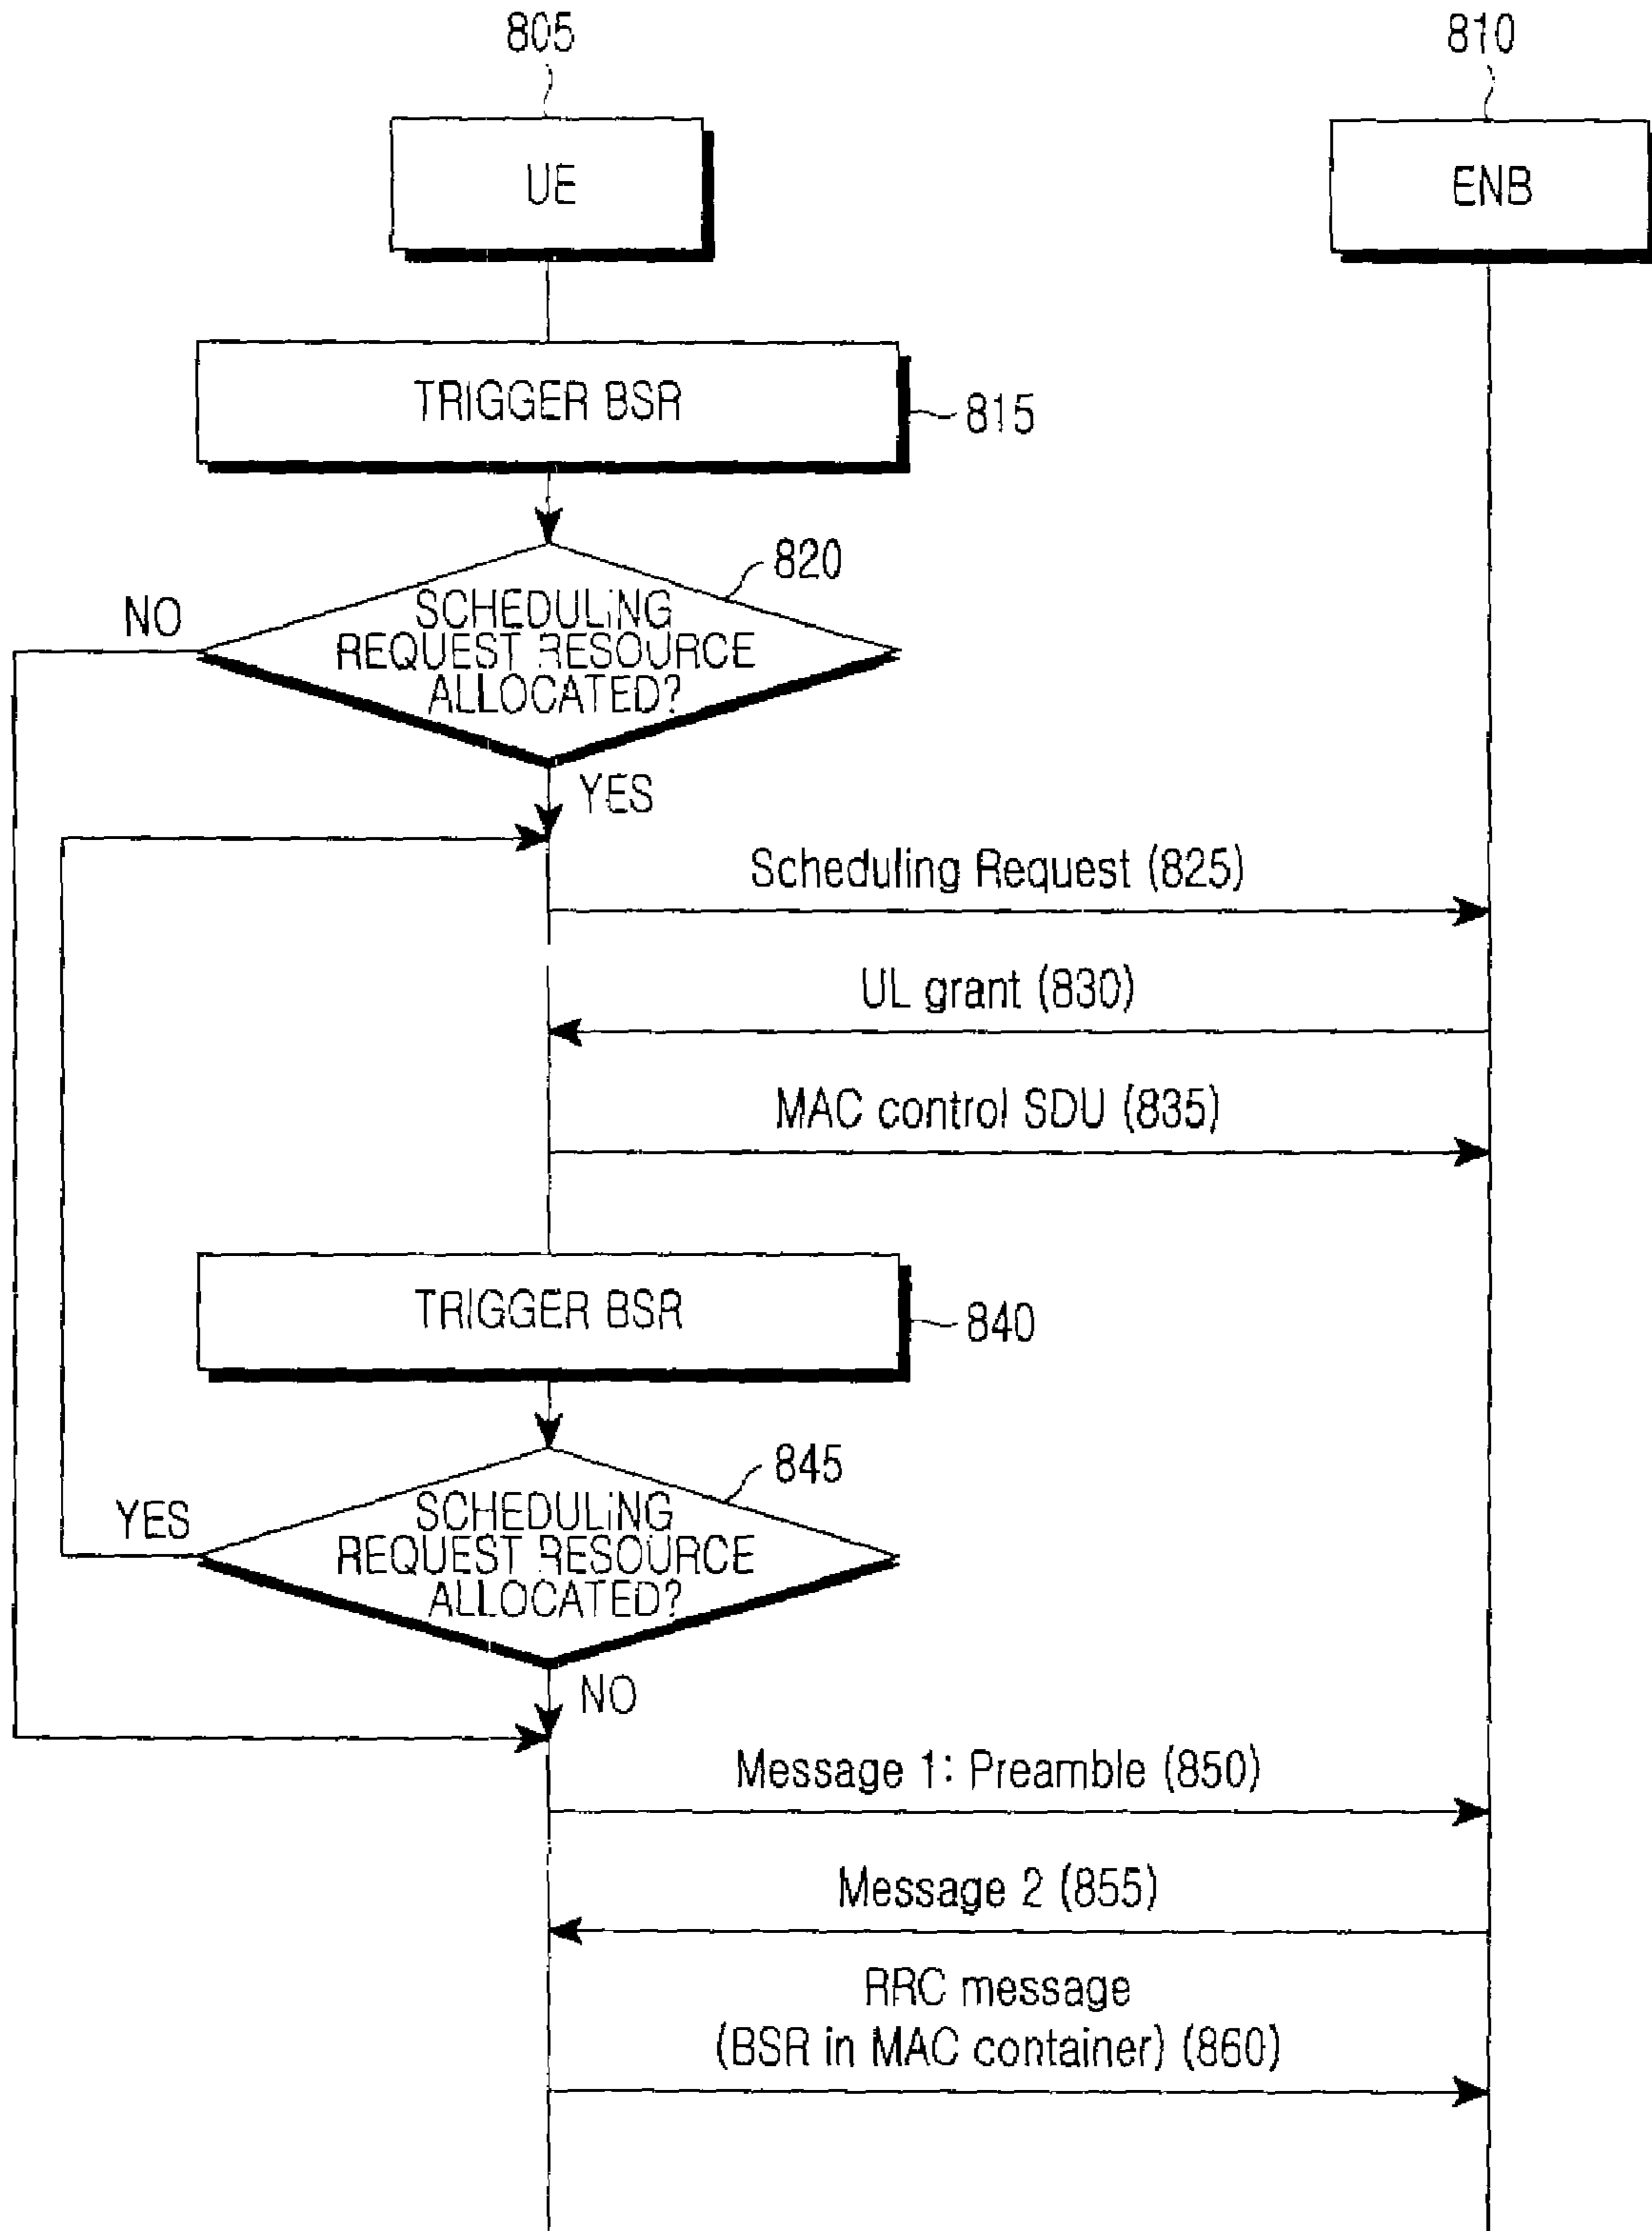 805
810
UE
ENB
TRIGGER BSR
815
820
NO
SCHEDULING
REQUEST RESOURCE
ALLOCATED?
YES
Scheduling Request (825)
UL grant (830)
MAC control SDU (835)
TRIGGER BSR
840
845
YES
SCHEDULING
REQUEST RESOURCE
ALLOCATED?
NO
Message 1: Preamble (850)
Message 2 (855)
RRC message
(BSR in MAC container) (860)